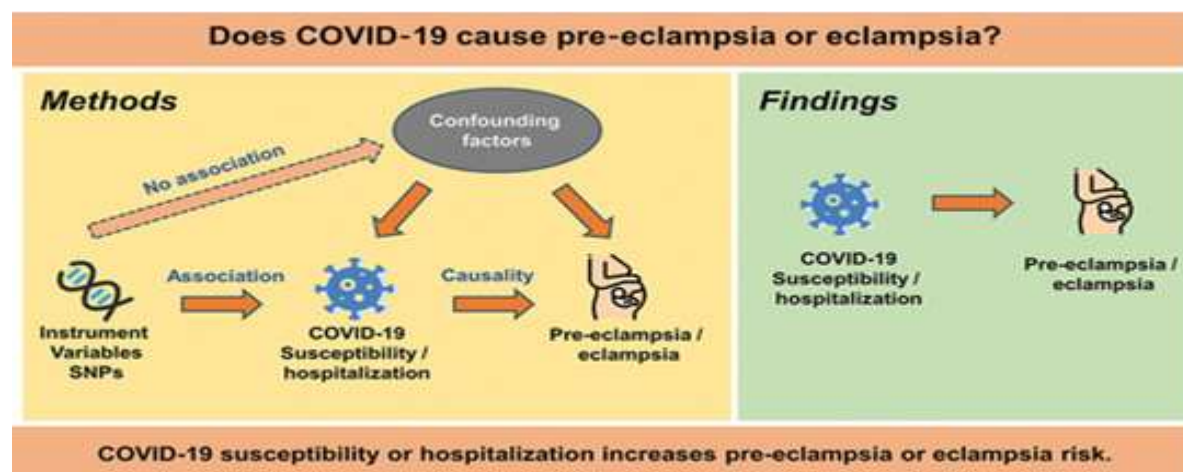 Does COVID-19 cause pre-eclampsia or eclampsia?
Methods
Confounding
factors
No association
Association
Causality
Instrument
Variables
SNPs
COVID-19
Susceptibility /
hospitalization
Pre-eclampsia /
eclampsia
Findings
COVID-19
Susceptibility /
hospitalization
Pre-eclampsia /
eclampsia
COVID-19 susceptibility or hospitalization increases pre-eclampsia or eclampsia risk.